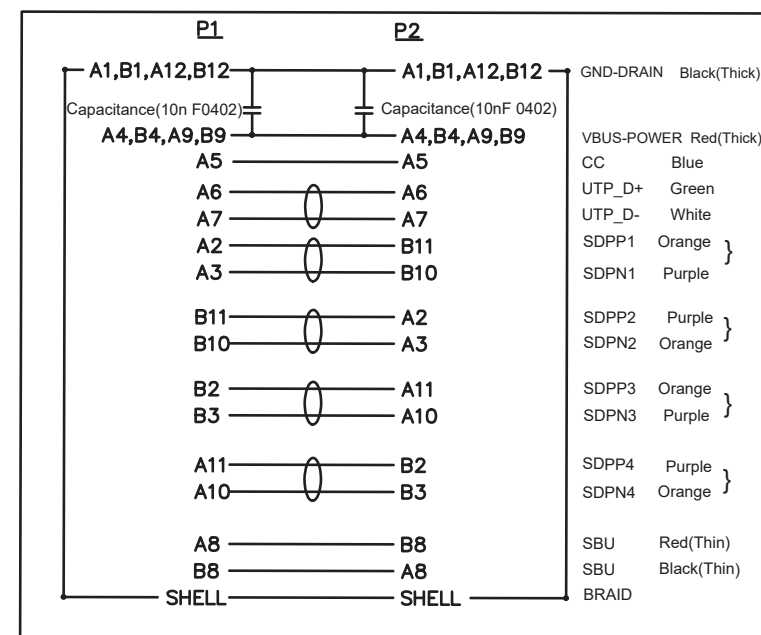 P1 P2
A1,B1,A12,B12 A1,B1,A12,B12 GND-DRAIN Black(Thick)
Capacitance(10n F0402) Capacitance(10nF 0402)
A4,B4,A9,B9 A4,B4,A9,B9 VBUS-POWER Red(Thick)
A5 A5 CC Blue
A6 A6 UTP_D+ Green
A7 A7 UTP_D- White
A2 B11 SDPP1 Orange }
A3 B10 SDPN1 Purple
B11 A2 SDPP2 Purple }
B10 A3 SDPN2 Orange
B2 A11 SDPP3 Orange }
B3 A10 SDPN3 Purple
A11 B2 SDPP4 Purple }
A10 B3 SDPN4 Orange
A8 B8 SBU Red(Thin)
B8 A8 SBU Black(Thin)
SHELL SHELL BRAID